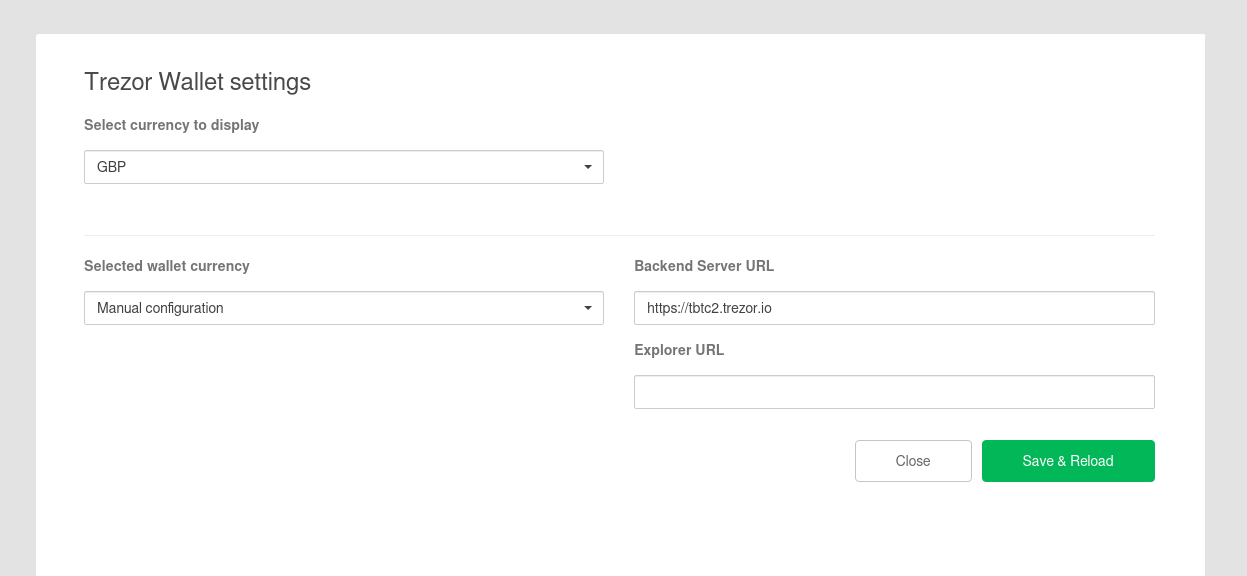 Trezor Wallet settings
Select currency to display
GBP
Selected wallet currency
Manual configuration
Backend Server URL
https://tbtc2.trezor.io
Explorer URL
Close
Save & Reload